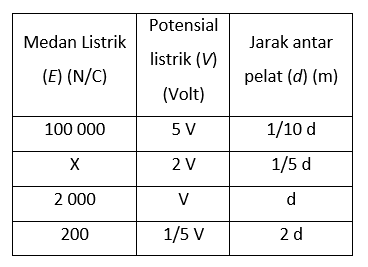 Medan Listrik
(E) (N/C)
Potensial
listrik (V)
(Volt)
Jarak antar
pelat (d) (m)
100 000
5 V
1/10 d
X
2 V
1/5 d
2 000
V
d
200
1/5 V
2 d